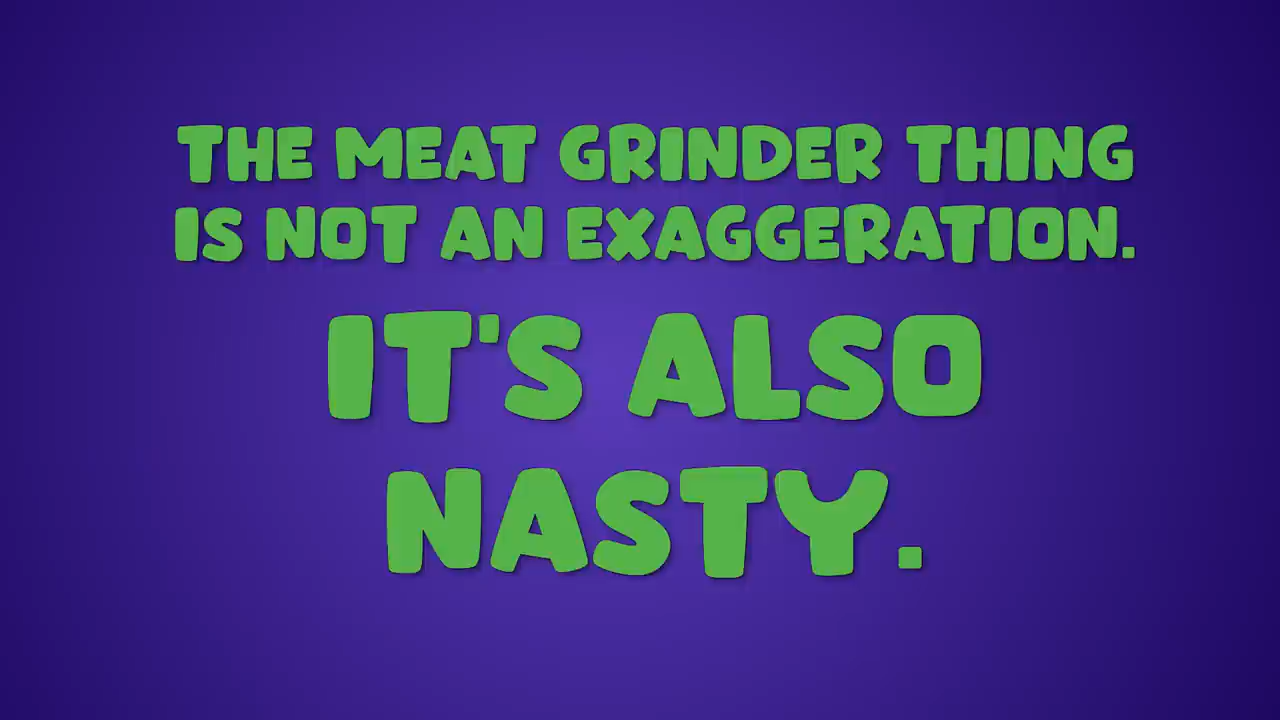 THE MEAT GRINDER THING
IS NOT AN EXAGGERATION.
IT'S ALSO
NASTY.